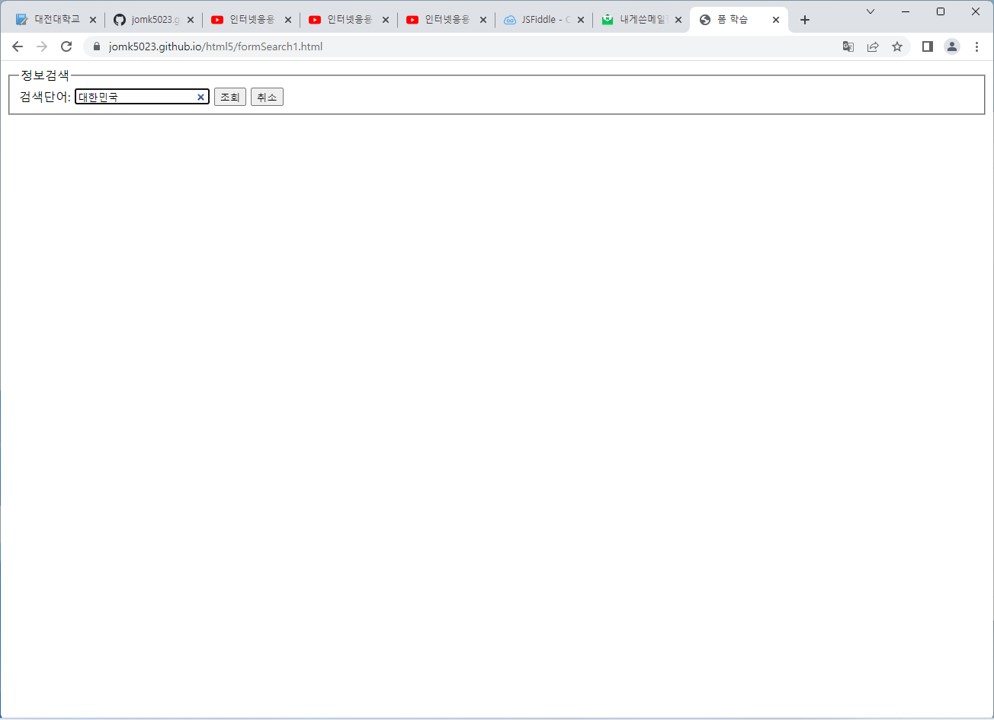 대전대학교
jomk5023.g
인터넷응용
인터넷응용
인터넷응용
JSFiddle - C
내게쓴메일
폼 학습
jomk5023.github.io/html5/formSearch1.html
정보검색
검색단어: 대한민국 조회 취소